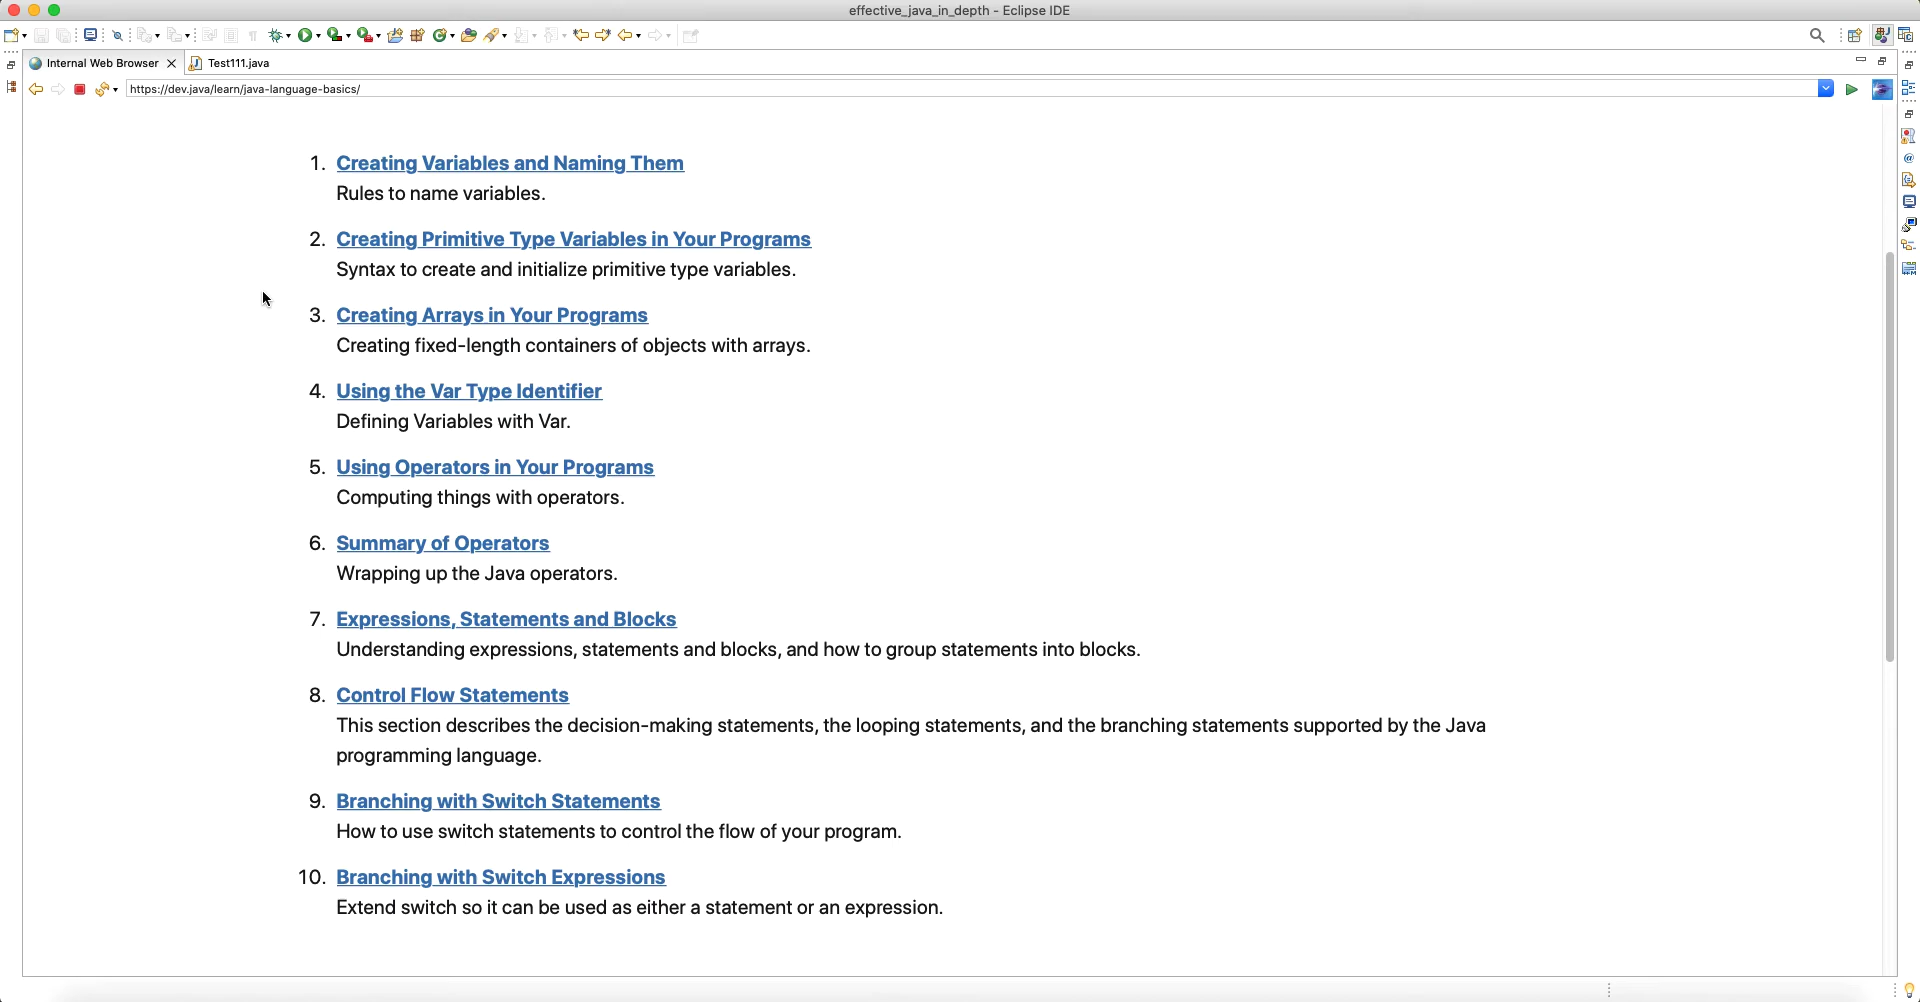 effective_java_in_depth - Eclipse IDE
Internal Web Browser
Test111.java
https://dev.java/learn/java-language-basics/
1. Creating Variables and Naming Them
Rules to name variables.
2. Creating Primitive Type Variables in Your Programs
Syntax to create and initialize primitive type variables.
3. Creating Arrays in Your Programs
Creating fixed-length containers of objects with arrays.
4. Using the Var Type Identifier
Defining Variables with Var.
5. Using Operators in Your Programs
Computing things with operators.
6. Summary of Operators
Wrapping up the Java operators.
7. Expressions, Statements and Blocks
Understanding expressions, statements and blocks, and how to group statements into blocks.
8. Control Flow Statements
This section describes the decision-making statements, the looping statements, and the branching statements supported by the Java
programming language.
9. Branching with Switch Statements
How to use switch statements to control the flow of your program.
10. Branching with Switch Expressions
Extend switch so it can be used as either a statement or an expression.